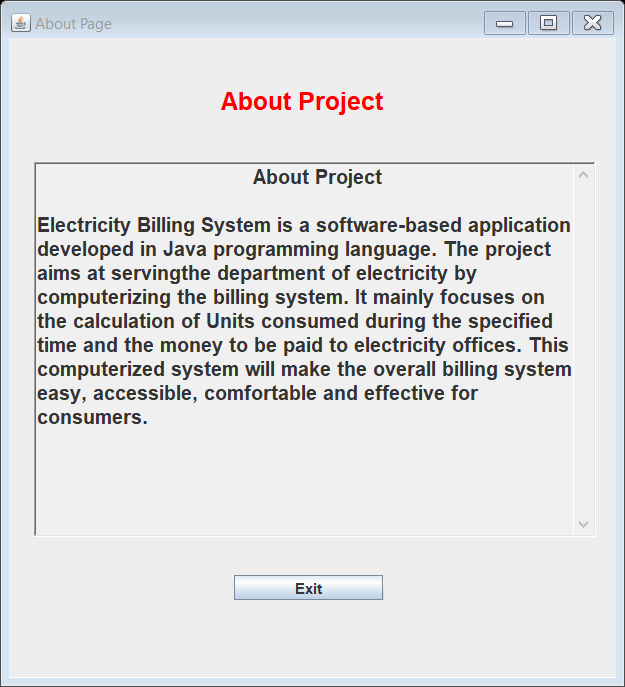 About Page
About Project
About Project
Electricity Billing System is a software-based application
developed in Java programming language. The project
aims at servingthe department of electricity by
computerizing the billing system. It mainly focuses on
the calculation of Units consumed during the specified
time and the money to be paid to electricity offices. This
computerized system will make the overall billing system
easy, accessible, comfortable and effective for
consumers.
Exit